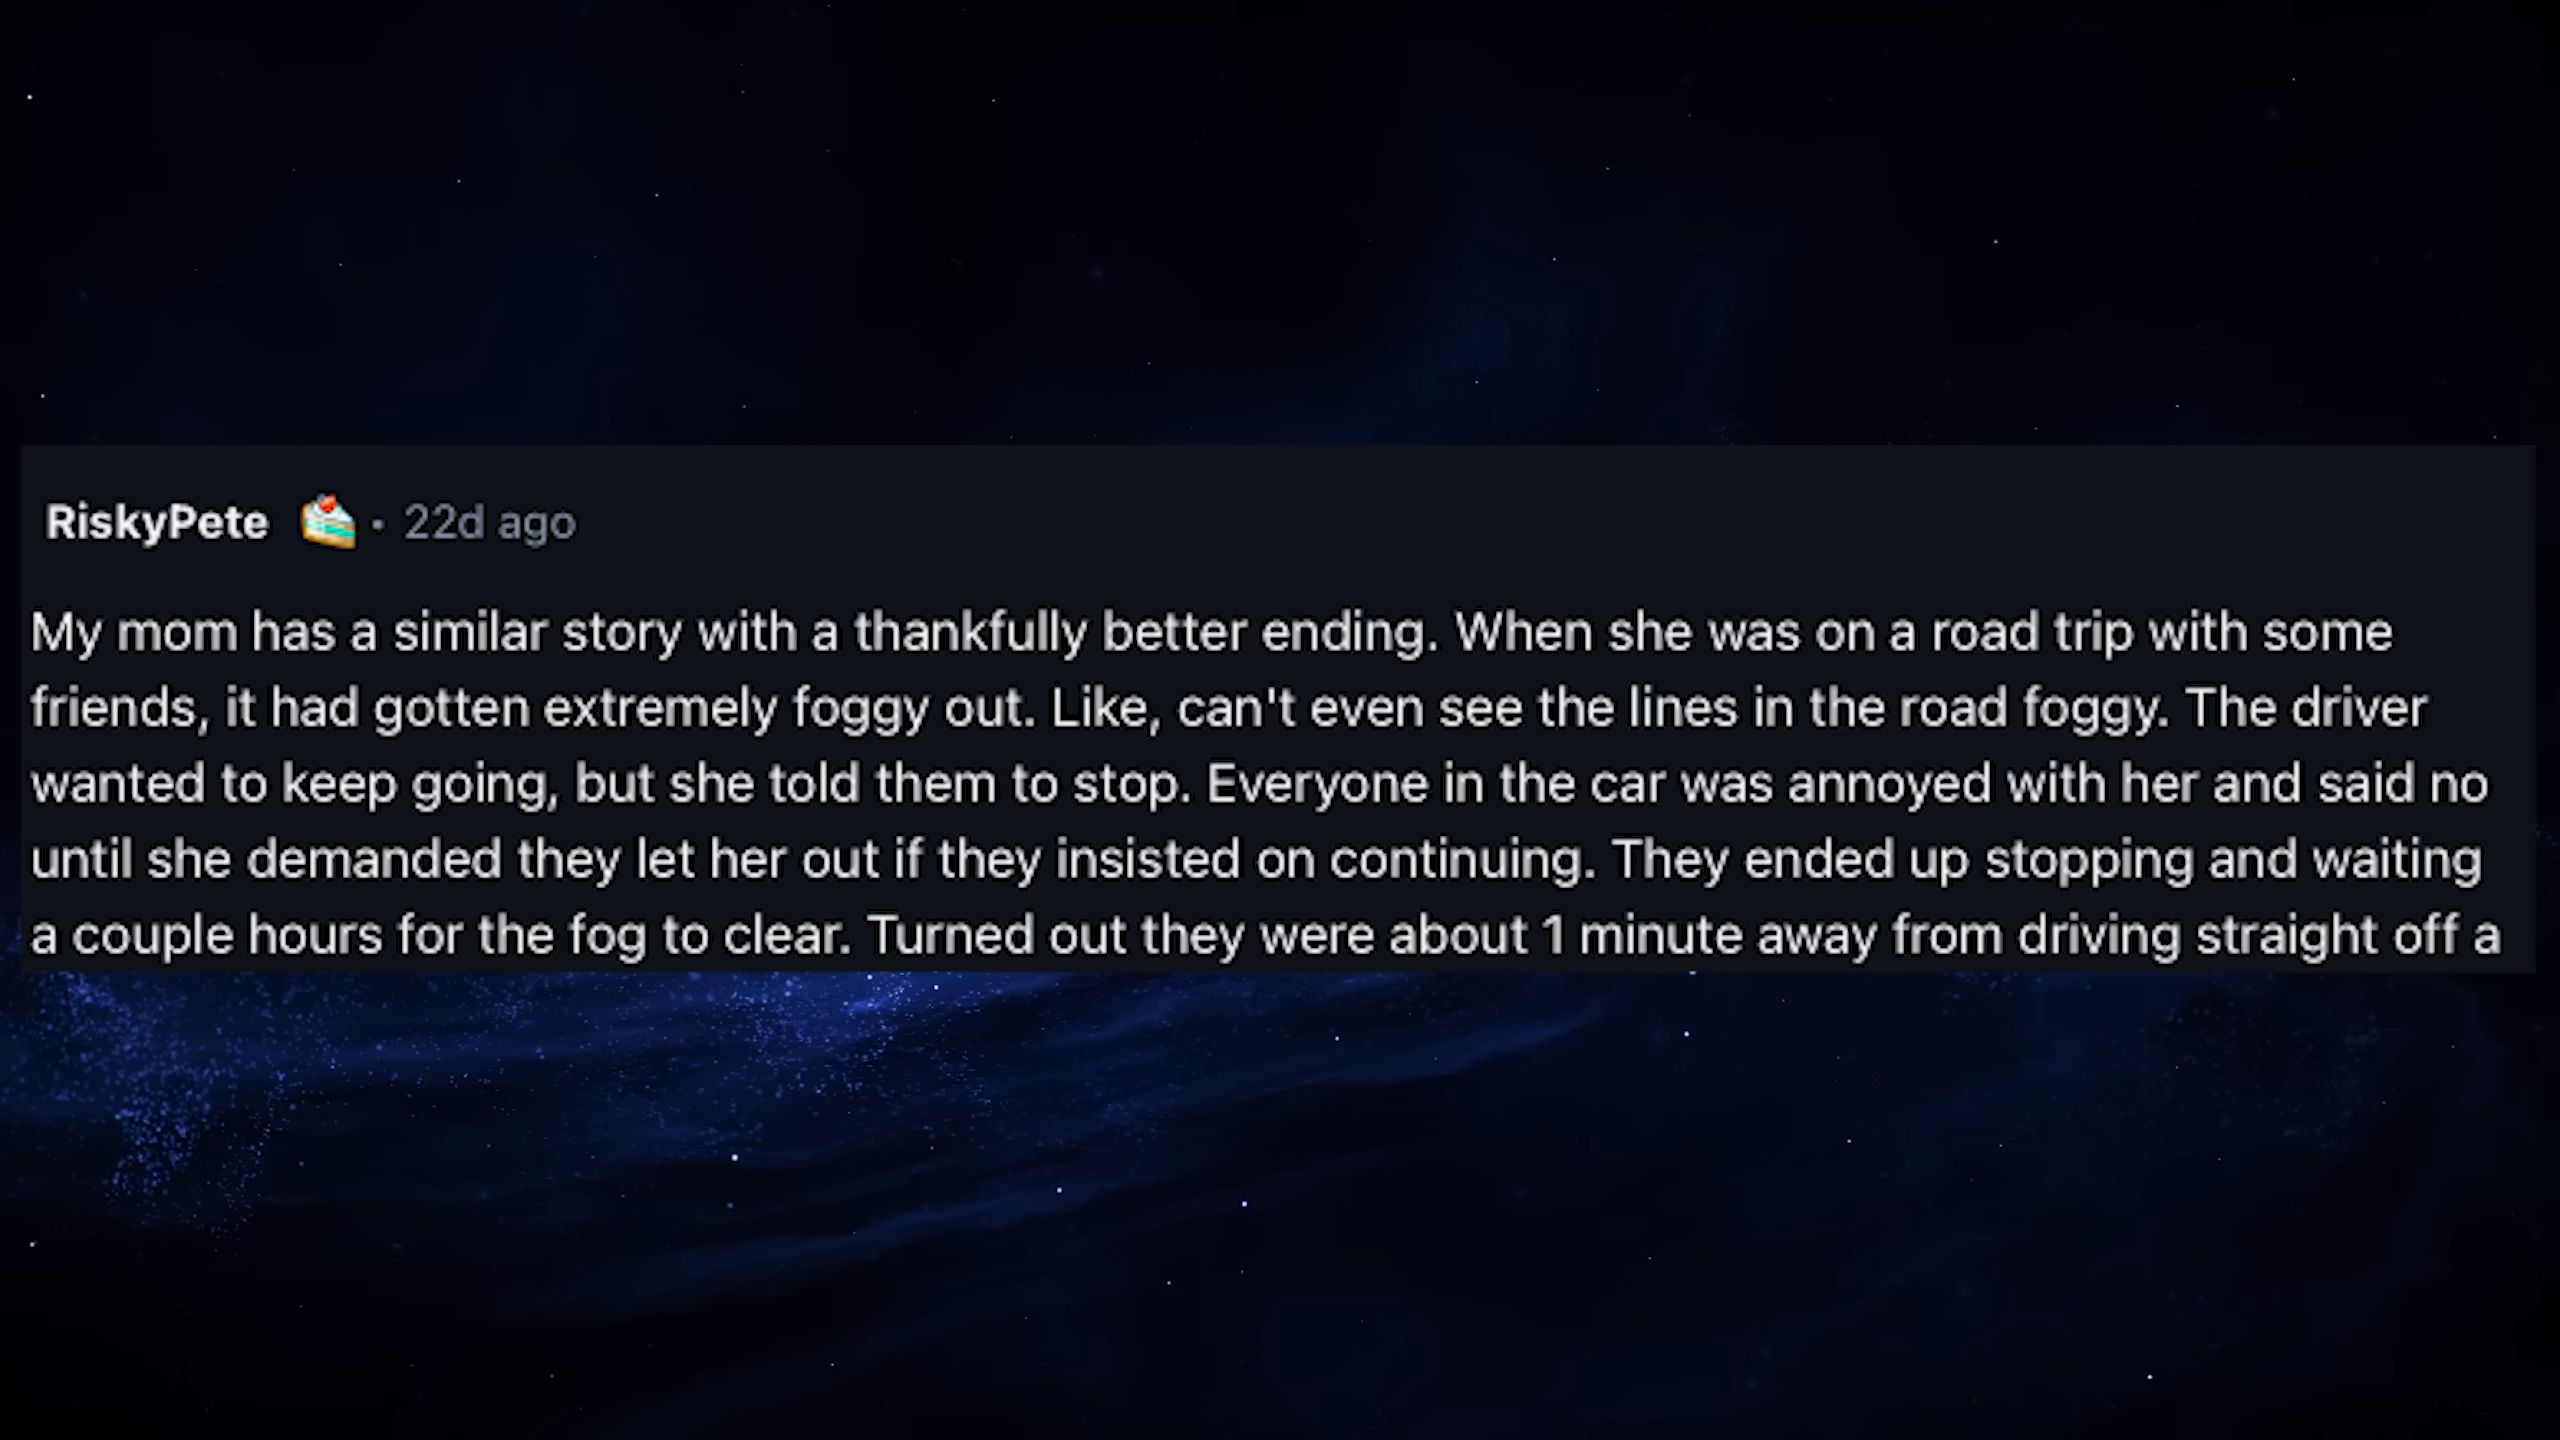 RiskyPete 🍰 · 22d ago
My mom has a similar story with a thankfully better ending. When she was on a road trip with some
friends, it had gotten extremely foggy out. Like, can't even see the lines in the road foggy. The driver
wanted to keep going, but she told them to stop. Everyone in the car was annoyed with her and said no
until she demanded they let her out if they insisted on continuing. They ended up stopping and waiting
a couple hours for the fog to clear. Turned out they were about 1 minute away from driving straight off a